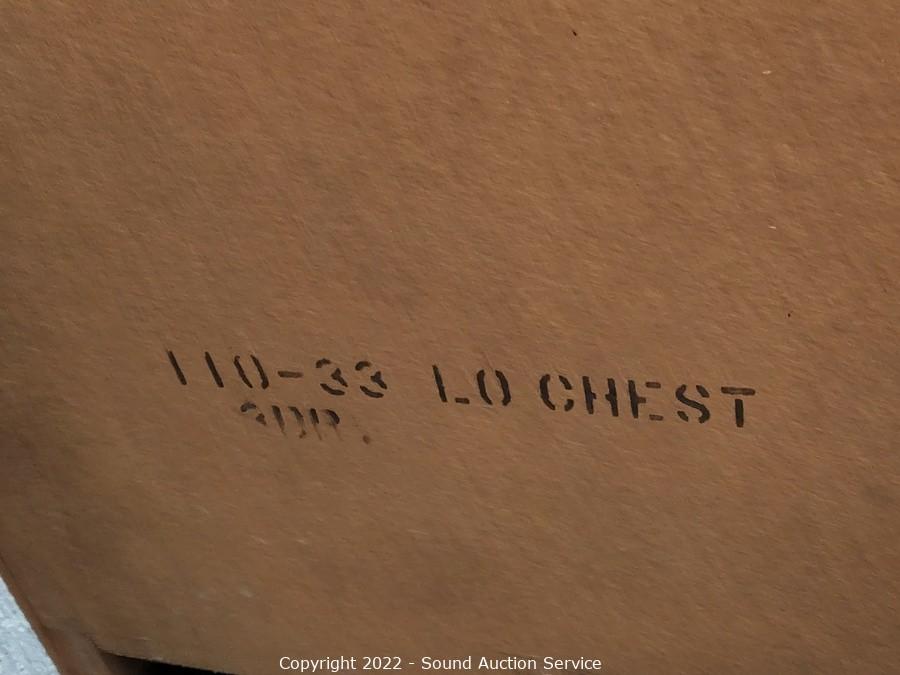 110-33 LO CHEST
3DR.
Copyright 2022 - Sound Auction Service